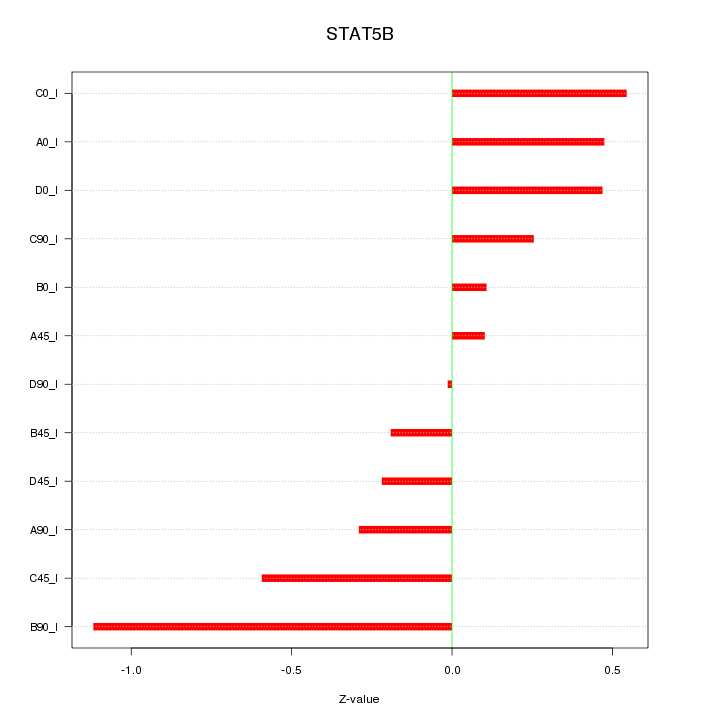 STAT5B
C0_I
A0_I
D0_I
C90_I
B0_I
A45_I
D90_I
B45_I
D45_I
A90_I
C45_I
B90_I
-1.0 -0.5 0.0 0.5
Z-value